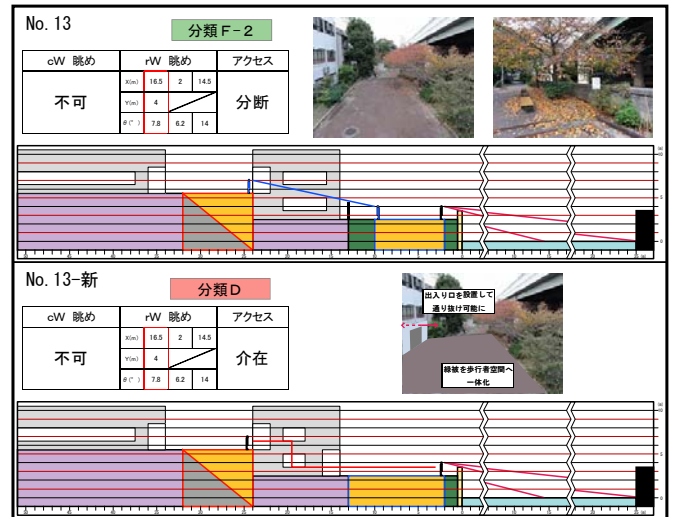 No. 13
分類F-2
cW 眺め rW 眺め アクセス
不可
X(m) 16.5 2 14.5
Y(m) 4
θ(°) 7.8 6.2 14
分断
No. 13-新
分類D
cW 眺め rW 眺め アクセス
不可
X(m) 16.5 2 14.5
Y(m) 4
θ(°) 7.8 6.2 14
介在
出入り口を設置して
通り抜け可能に
緑被を歩行者空間へ
一体化